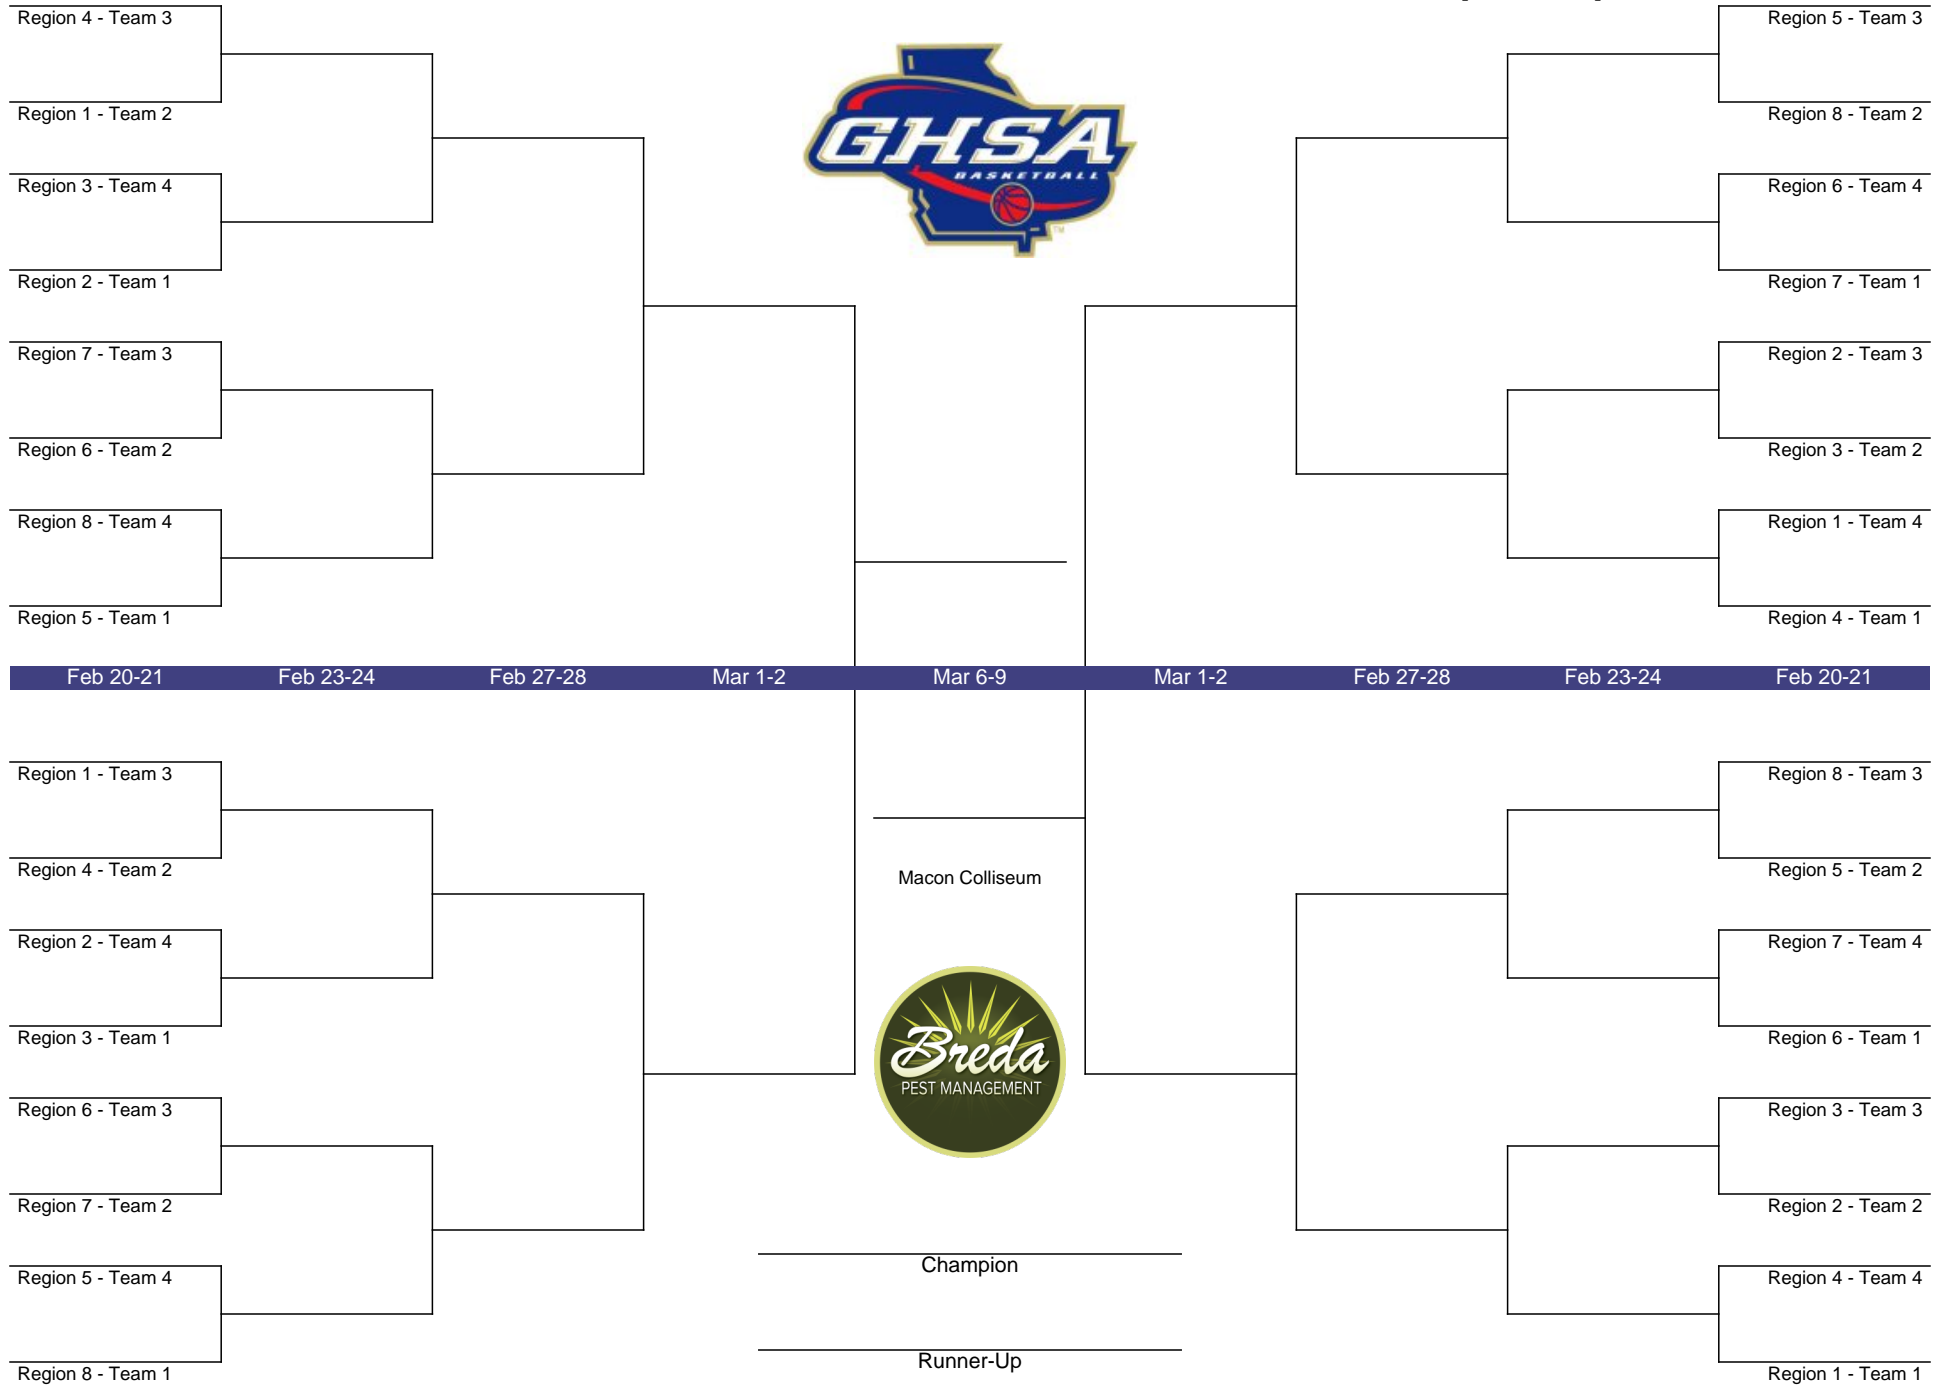 Region 4 - Team 3
Region 1 - Team 2
Region 3 - Team 4
Region 2 - Team 1
Region 7 - Team 3
Region 6 - Team 2
Region 8 - Team 4
Region 5 - Team 1
GHSA
BASKETBALL
TM
Region 5 - Team 3
Region 8 - Team 2
Region 6 - Team 4
Region 7 - Team 1
Region 2 - Team 3
Region 3 - Team 2
Region 1 - Team 4
Region 4 - Team 1
Feb 20-21 Feb 23-24 Feb 27-28 Mar 1-2 Mar 6-9 Mar 1-2 Feb 27-28 Feb 23-24 Feb 20-21
Region 1 - Team 3
Region 4 - Team 2
Region 2 - Team 4
Region 3 - Team 1
Region 6 - Team 3
Region 7 - Team 2
Region 5 - Team 4
Region 8 - Team 1
Macon Colliseum
Breda
PEST MANAGEMENT
Champion
Runner-Up
Region 8 - Team 3
Region 5 - Team 2
Region 7 - Team 4
Region 6 - Team 1
Region 3 - Team 3
Region 2 - Team 2
Region 4 - Team 4
Region 1 - Team 1